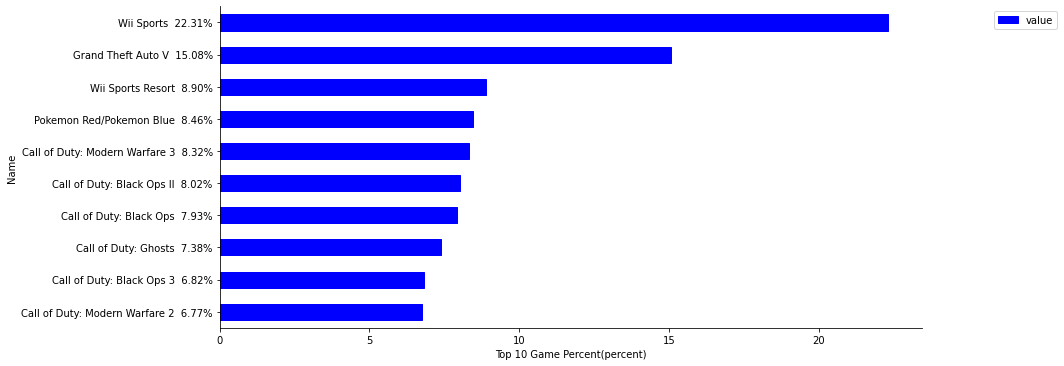 Wii Sports 22.31%
value
Grand Theft Auto V 15.08%
Wii Sports Resort 8.90%
Pokemon Red/Pokemon Blue 8.46%
Call of Duty: Modern Warfare 3 8.32%
Call of Duty: Black Ops II 8.02%
Call of Duty: Black Ops 7.93%
Call of Duty: Ghosts 7.38%
Call of Duty: Black Ops 3 6.82%
Call of Duty: Modern Warfare 2 6.77%
Name
0 5 10 15 20
Top 10 Game Percent(percent)